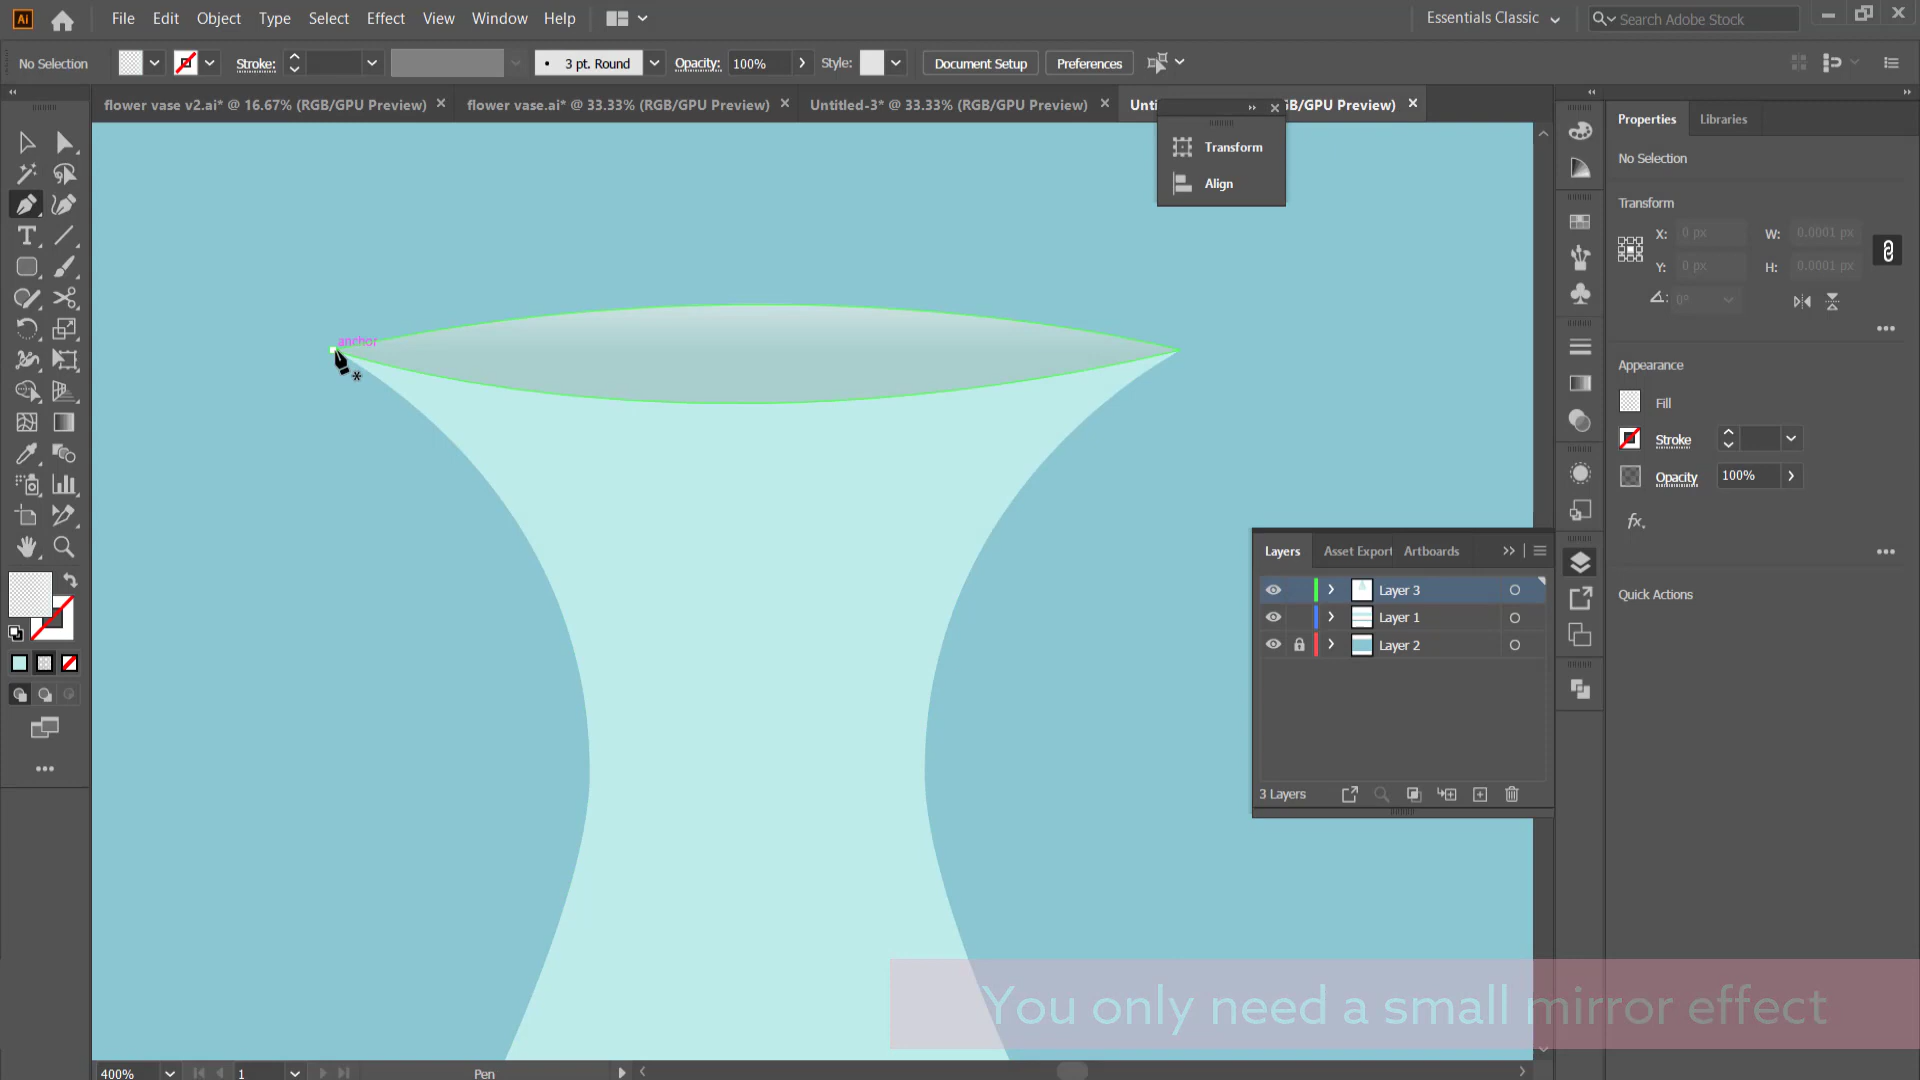 Ai File Edit Object Type Select Effect View Window Help Essentials Classic Search Adobe Stock
No Selection Stroke: 3 pt. Round Opacity: 100% Style: Document Setup Preferences
flower vase v2.ai* @ 16.67% (RGB/GPU Preview) flower vase.ai* @ 33.33% (RGB/GPU Preview) Untitled-3* @ 33.33% (RGB/GPU Preview) B/GPU Preview)
Transform
Align
Properties Libraries
No Selection
Transform
X: 0 px W: 0.0001 px
Y: 0 px H: 0.0001 px
0°
Appearance
Fill
Stroke
Opacity 100%
fx.
Quick Actions
anchor
Layers Asset Export Artboards
Layer 3
Layer 1
Layer 2
3 Layers
You only need a small mirror effect
400% 1 Pen